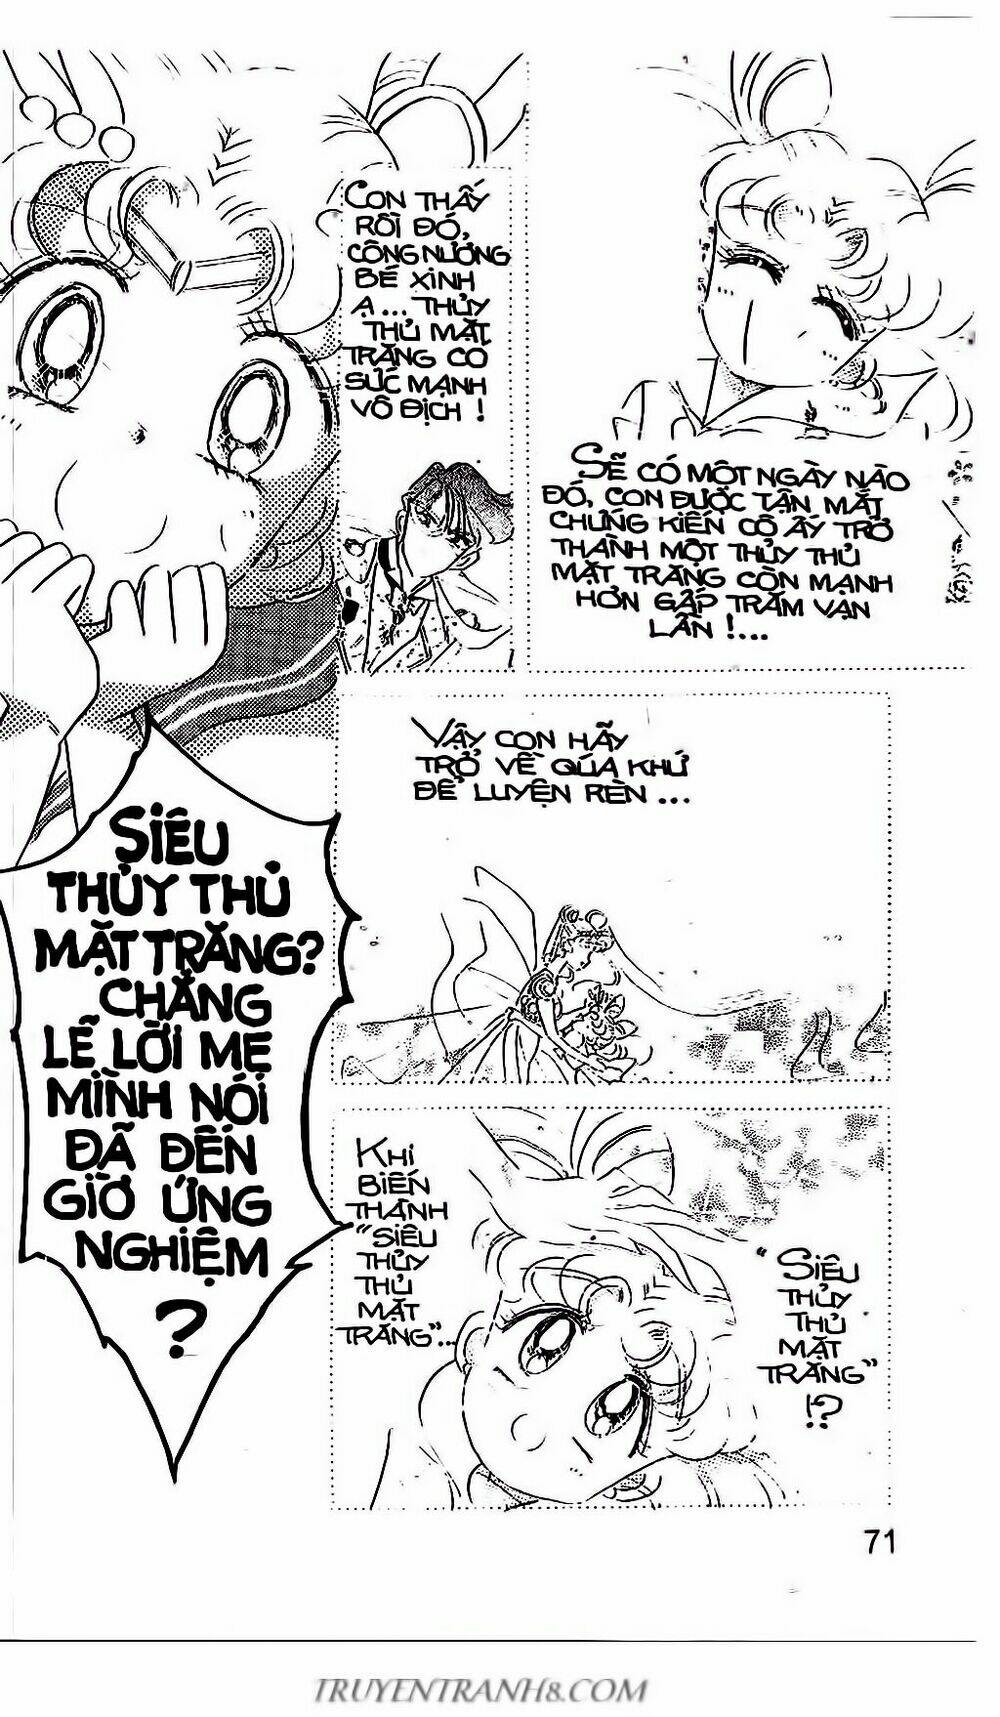 CON THẤY
RỒI ĐÓ,
CÔNG NƯƠNG
BÉ XINH
Ạ... THỦY
THỦ MẶT
TRĂNG CÓ
SỨC MẠNH
VÔ ĐỊCH !
SẼ CÓ MỘT NGÀY NÀO
ĐÓ, CON ĐƯỢC TẬN MẮT
CHỨNG KIẾN CÔ ẤY TRỞ
THÀNH MỘT THỦY THỦ
MẶT TRĂNG CÒN MẠNH
HƠN GẤP TRĂM VẠN
LẦN !...
VẬY CON HÃY
TRỞ VỀ QÚA KHỨ
ĐỂ LUYỆN RÈN ...
KHI
BIẾN
THÀNH
"SIÊU
THỦY
THỦ
MẶT
TRĂNG"...
"SIÊU
THỦY
THỦ
MẶT
TRĂNG"
!?
SIÊU
THỦY THỦ
MẶT TRĂNG?
CHẲNG
LẼ LỜI MẸ
MÌNH NÓI
ĐÃ ĐẾN
GIỜ ỨNG
NGHIỆM
?
71
TRUYENTRANH8.COM